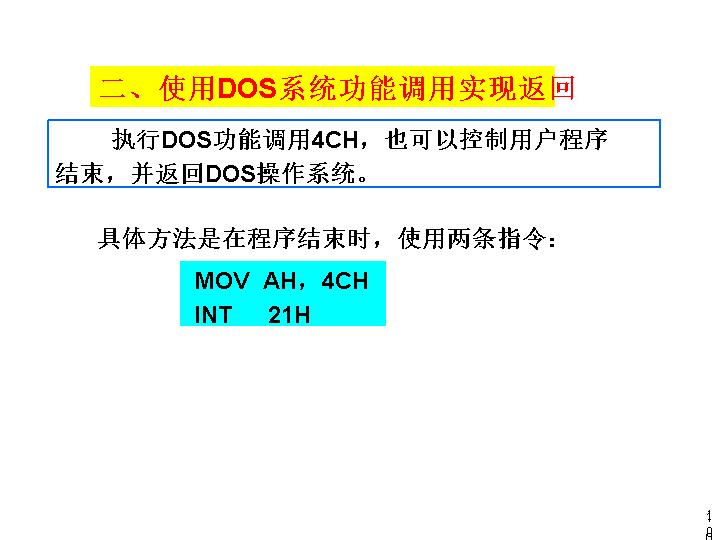 二、使用DOS系统功能调用实现返回
执行DOS功能调用4CH，也可以控制用户程序
结束，并返回DOS操作系统。
具体方法是在程序结束时，使用两条指令：
MOV AH，4CH
INT 21H